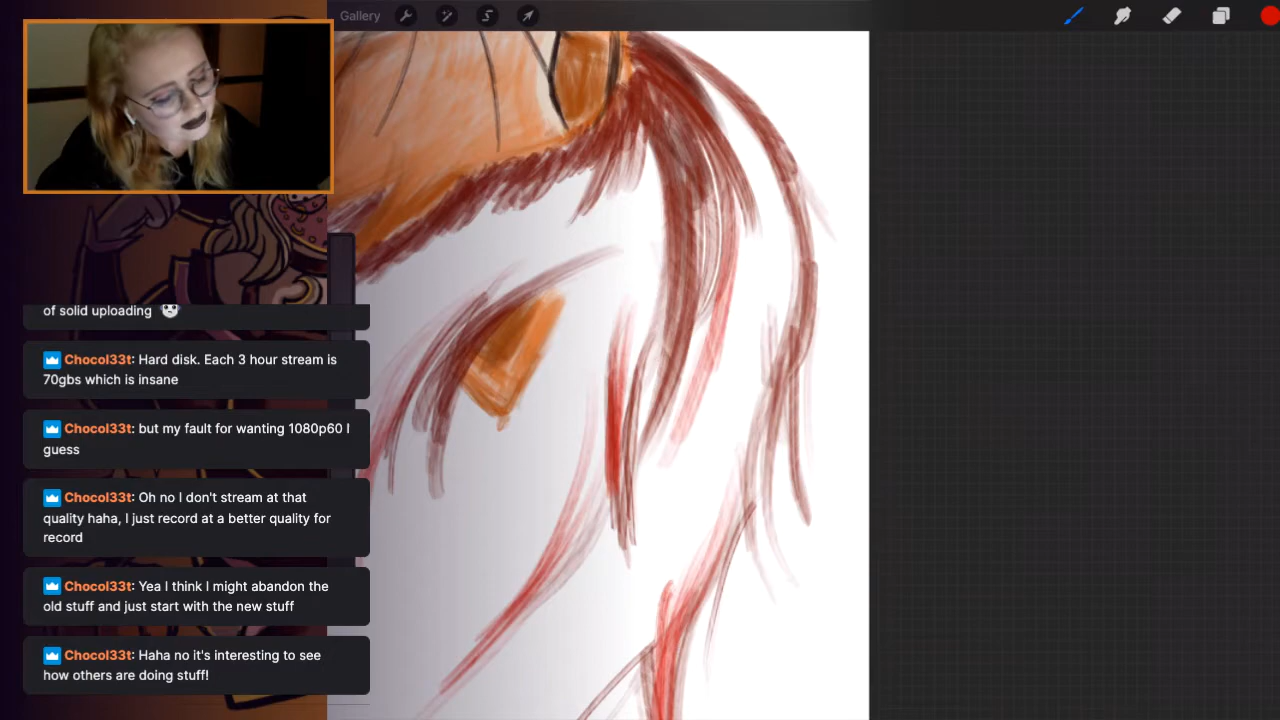 Gallery
of solid uploading
Chocol33t: Hard disk. Each 3 hour stream is
70gbs which is insane
Chocol33t: but my fault for wanting 1080p60 I
guess
Chocol33t: Oh no I don't stream at that
quality haha, I just record at a better quality for
record
Chocol33t: Yea I think I might abandon the
old stuff and just start with the new stuff
Chocol33t: Haha no it's interesting to see
how others are doing stuff!